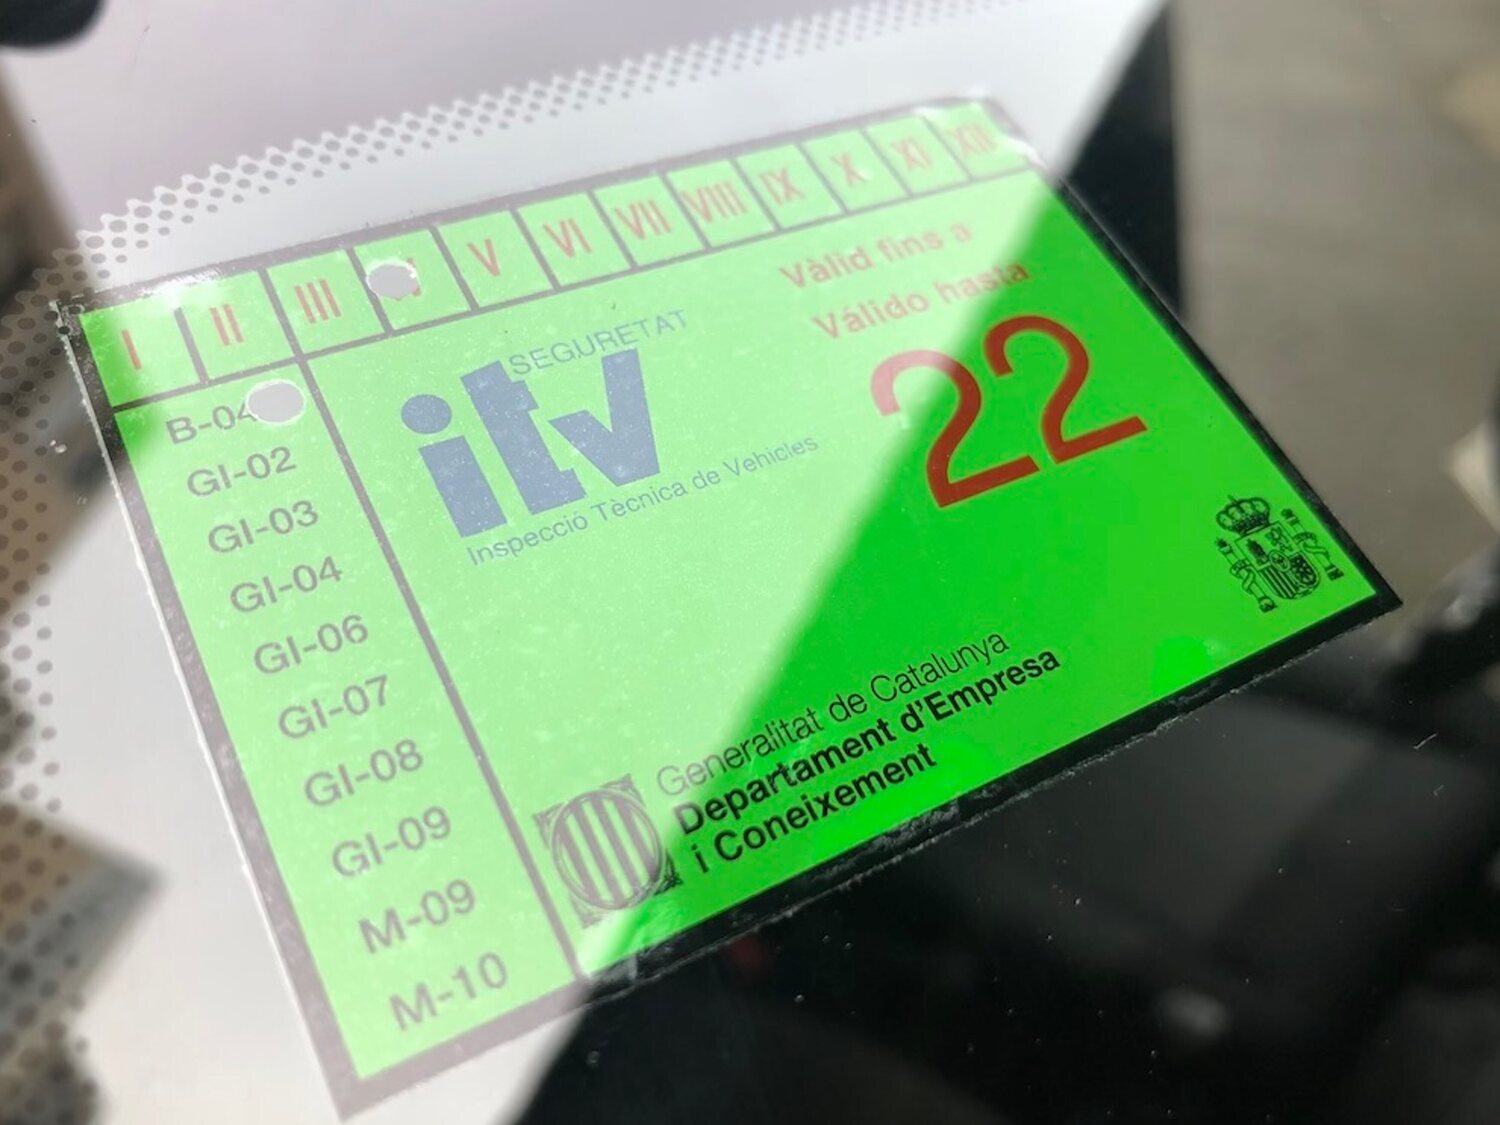 I II III V VI VII VIII IX X XI XII
Vàlid fins a
Válido hasta
22
SEGURETAT
itv
Inspecció Tècnica de Vehicles
B-04
GI-02
GI-03
GI-04
GI-06
GI-07
GI-08
GI-09
M-09
M-10
Generalitat de Catalunya
Departament d'Empresa
i Coneixement